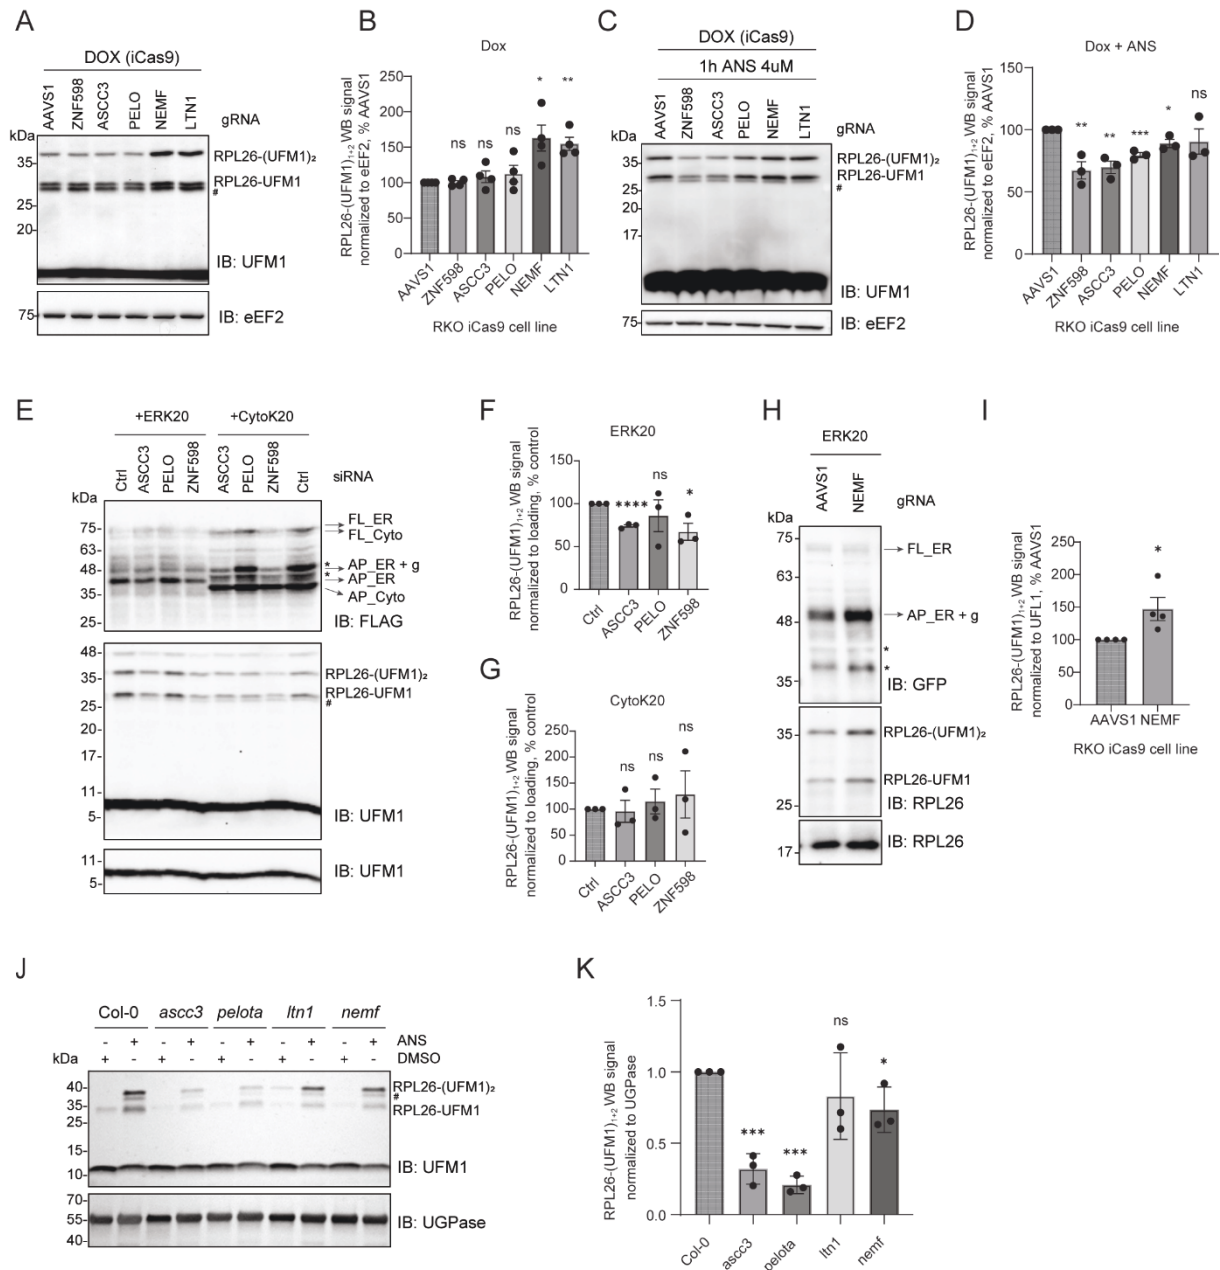 A
DOX (iCas9)
AAVS1
ZNF598
ASCC3
PELO
NEMF
LTN1
gRNA
kDa
35-
25-
20-
RPL26-(UFM1)₂
RPL26-UFM1
#
IB: UFM1
75-
IB: eEF2
B
Dox
RPL26-(UFM1)₁₊₂ WB signal
normalized to eEF2, % AAVS1
250
200
150
100
50
0
ns
ns
ns
*
**
AAVS1
ZNF598
ASCC3
PELO
NEMF
LTN1
RKO iCas9 cell line
C
DOX (iCas9)
1h ANS 4uM
AAVS1
ZNF598
ASCC3
PELO
NEMF
LTN1
gRNA
kDa
35-
25-
17-
RPL26-(UFM1)₂
RPL26-UFM1
#
IB: UFM1
75-
IB: eEF2
D
Dox + ANS
RPL26-(UFM1)₁₊₂ WB signal
normalized to eEF2, % AAVS1
150
100
50
0
**
**
***
*
ns
AAVS1
ZNF598
ASCC3
PELO
NEMF
LTN1
RKO iCas9 cell line
E
+ERK20
+CytoK20
Ctrl
ASCC3
PELO
ZNF598
ASCC3
PELO
ZNF598
Ctrl
siRNA
kDa
75-
63-
48-
35-
25-
FL_ER
FL_Cyto
* AP_ER + g
* AP_ER
AP_Cyto
IB: FLAG
48-
35-
25-
20-
17-
11-
5-
RPL26-(UFM1)₂
RPL26-UFM1
#
IB: UFM1
11-
5-
IB: UFM1
F
ERK20
RPL26-(UFM1)₁₊₂ WB signal
normalized to loading, % control
150
100
50
0
****
ns
*
Ctrl
ASCC3
PELO
ZNF598
G
CytoK20
RPL26-(UFM1)₁₊₂ WB signal
normalized to loading, % control
250
200
150
100
50
0
ns
ns
ns
Ctrl
ASCC3
PELO
ZNF598
H
ERK20
AAVS1
NEMF
gRNA
kDa
75-
63-
48-
35-
FL_ER
AP_ER + g
*
*
IB: GFP
35-
25-
RPL26-(UFM1)₂
RPL26-UFM1
IB: RPL26
17-
IB: RPL26
I
RPL26-(UFM1)₁₊₂ WB signal
normalized to UFL1, % AAVS1
250
200
150
100
50
0
*
AAVS1 NEMF
RKO iCas9 cell line
J
Col-0 ascc3 pelota ltn1 nemf
- + - + - + - + - + ANS
+ - + - + - + - + - DMSO
kDa
40-
35-
25-
15-
10-
RPL26-(UFM1)₂
#
RPL26-UFM1
IB: UFM1
70-
55-
40-
IB: UGPase
K
RPL26-(UFM1)₁₊₂ WB signal
normalized to UGPase
1.5
1.0
0.5
0.0
***
***
ns
*
Col-0
ascc3
pelota
ltn1
nemf